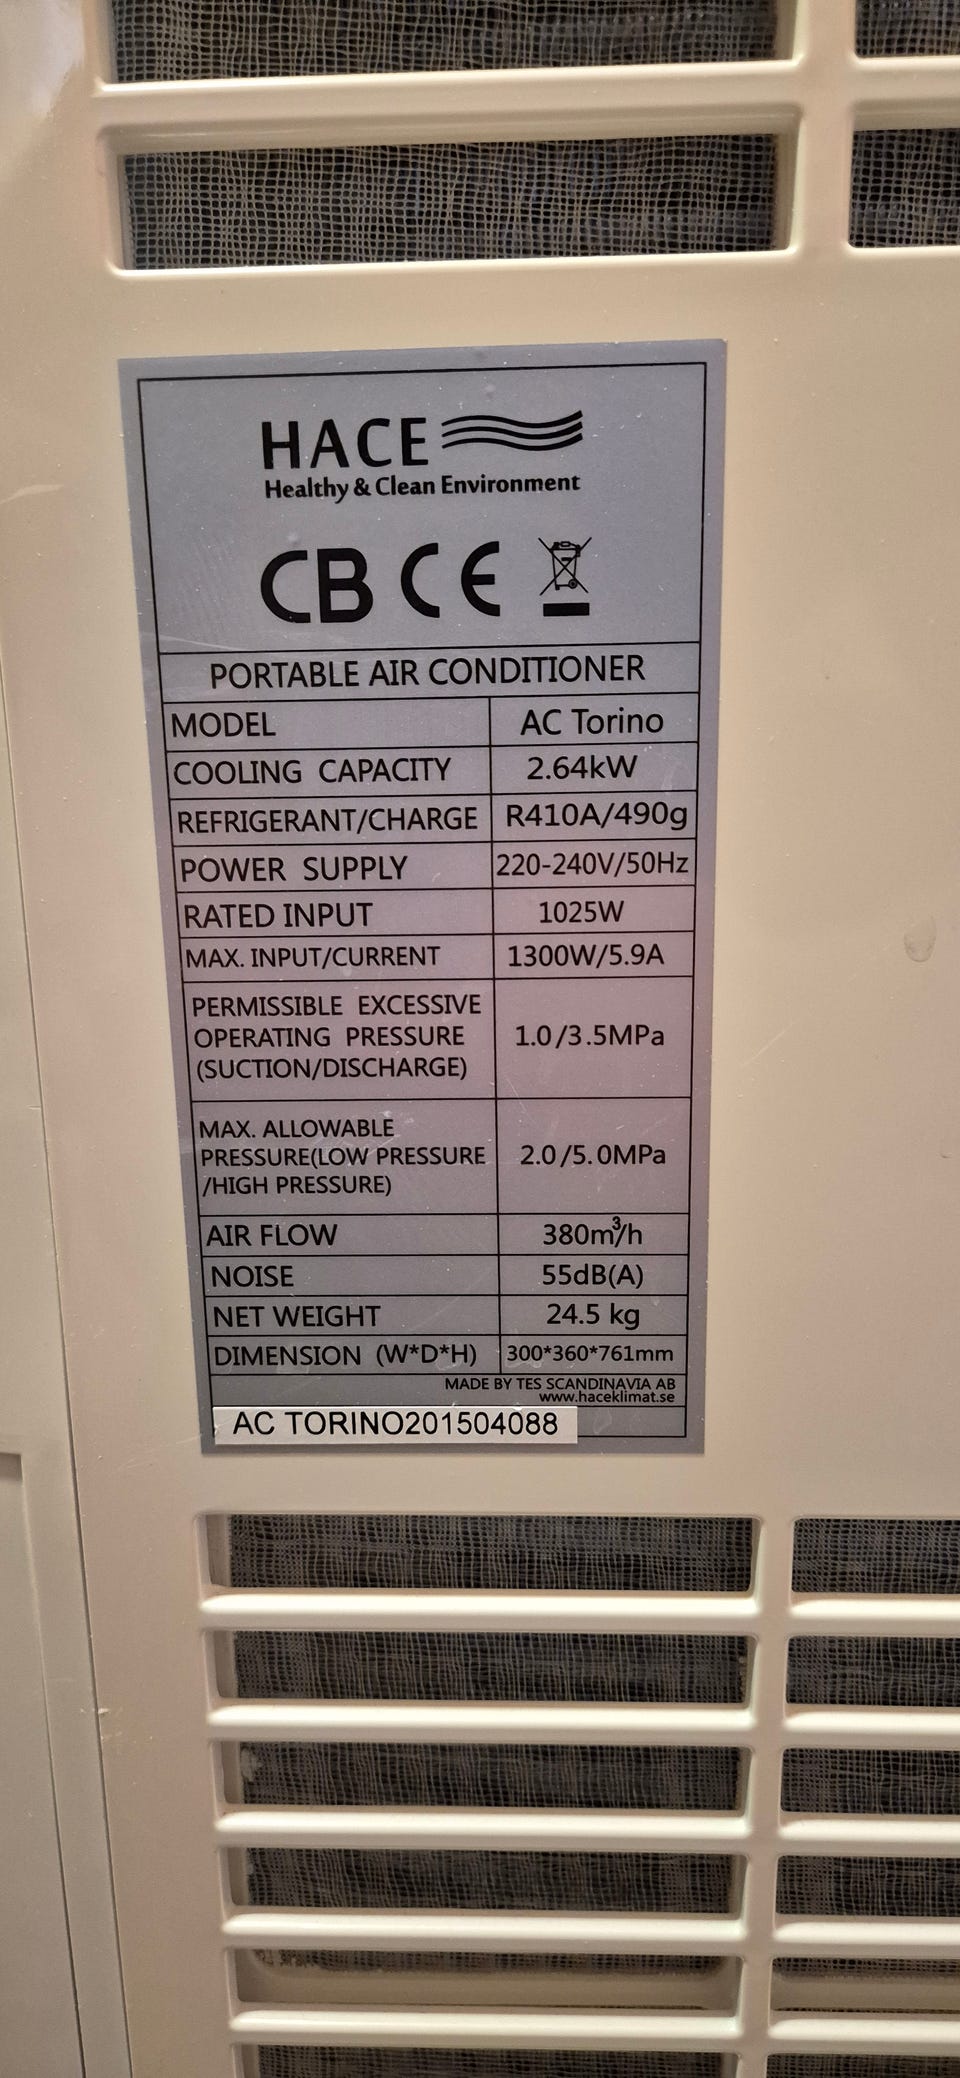 HACE
Healthy & Clean Environment
CB CE
PORTABLE AIR CONDITIONER
MODEL AC Torino
COOLING CAPACITY 2.64kW
REFRIGERANT/CHARGE R410A/490g
POWER SUPPLY 220-240V/50Hz
RATED INPUT 1025W
MAX. INPUT/CURRENT 1300W/5.9A
PERMISSIBLE EXCESSIVE
OPERATING PRESSURE 1.0/3.5MPa
(SUCTION/DISCHARGE)
MAX. ALLOWABLE
PRESSURE(LOW PRESSURE 2.0/5.0MPa
/HIGH PRESSURE)
AIR FLOW 380m³/h
NOISE 55dB(A)
NET WEIGHT 24.5 kg
DIMENSION (W*D*H) 300*360*761mm
MADE BY TES SCANDINAVIA AB
www.haceklimat.se
AC TORINO201504088